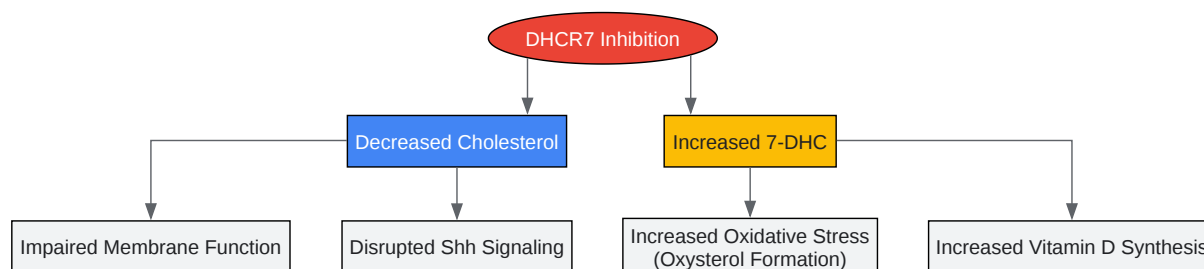 DHCR7 Inhibition
Decreased Cholesterol
Increased 7-DHC
Impaired Membrane Function
Disrupted Shh Signaling
Increased Oxidative Stress
(Oxysterol Formation)
Increased Vitamin D Synthesis